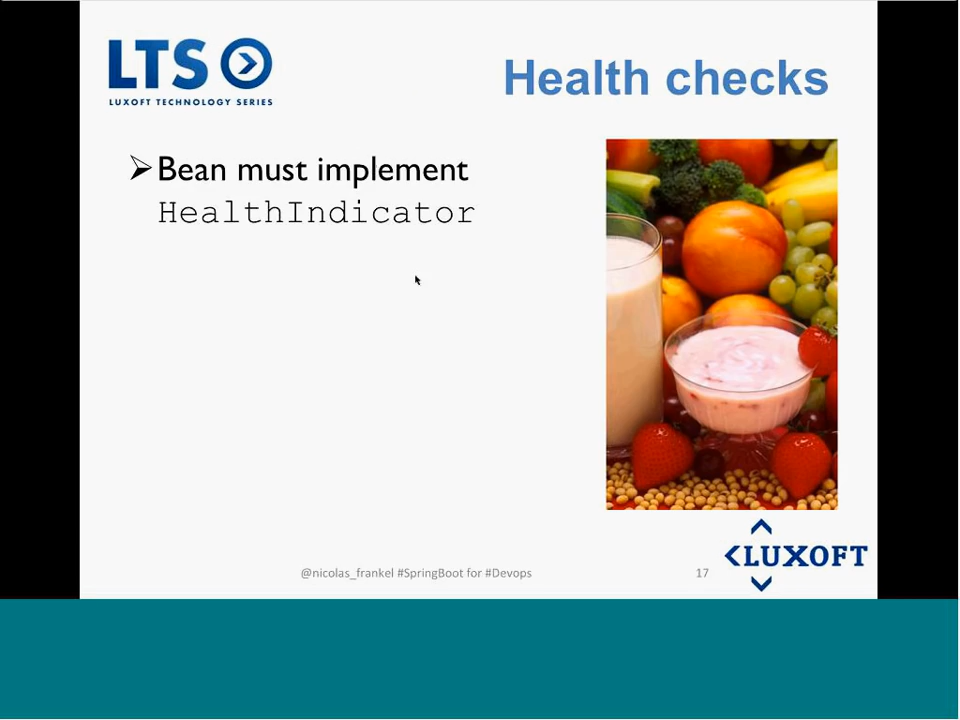 LTS
LUXOFT TECHNOLOGY SERIES
Health checks
➢Bean must implement
HealthIndicator
@nicolas_frankel #SpringBoot for #Devops
17
LUXOFT